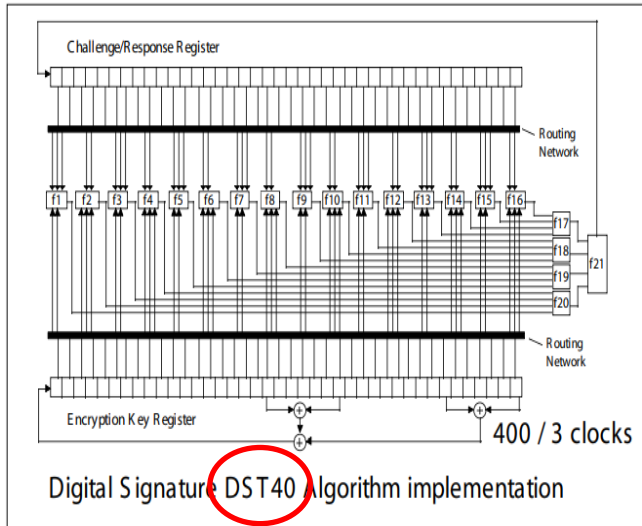 Challenge/Response Register
Routing
Network
f1 f2 f3 f4 f5 f6 f7 f8 f9 f10 f11 f12 f13 f14 f15 f16
f17
f18
f21
f19
f20
Routing
Network
Encryption Key Register
400 / 3 clocks
Digital Signature DST40 Algorithm implementation